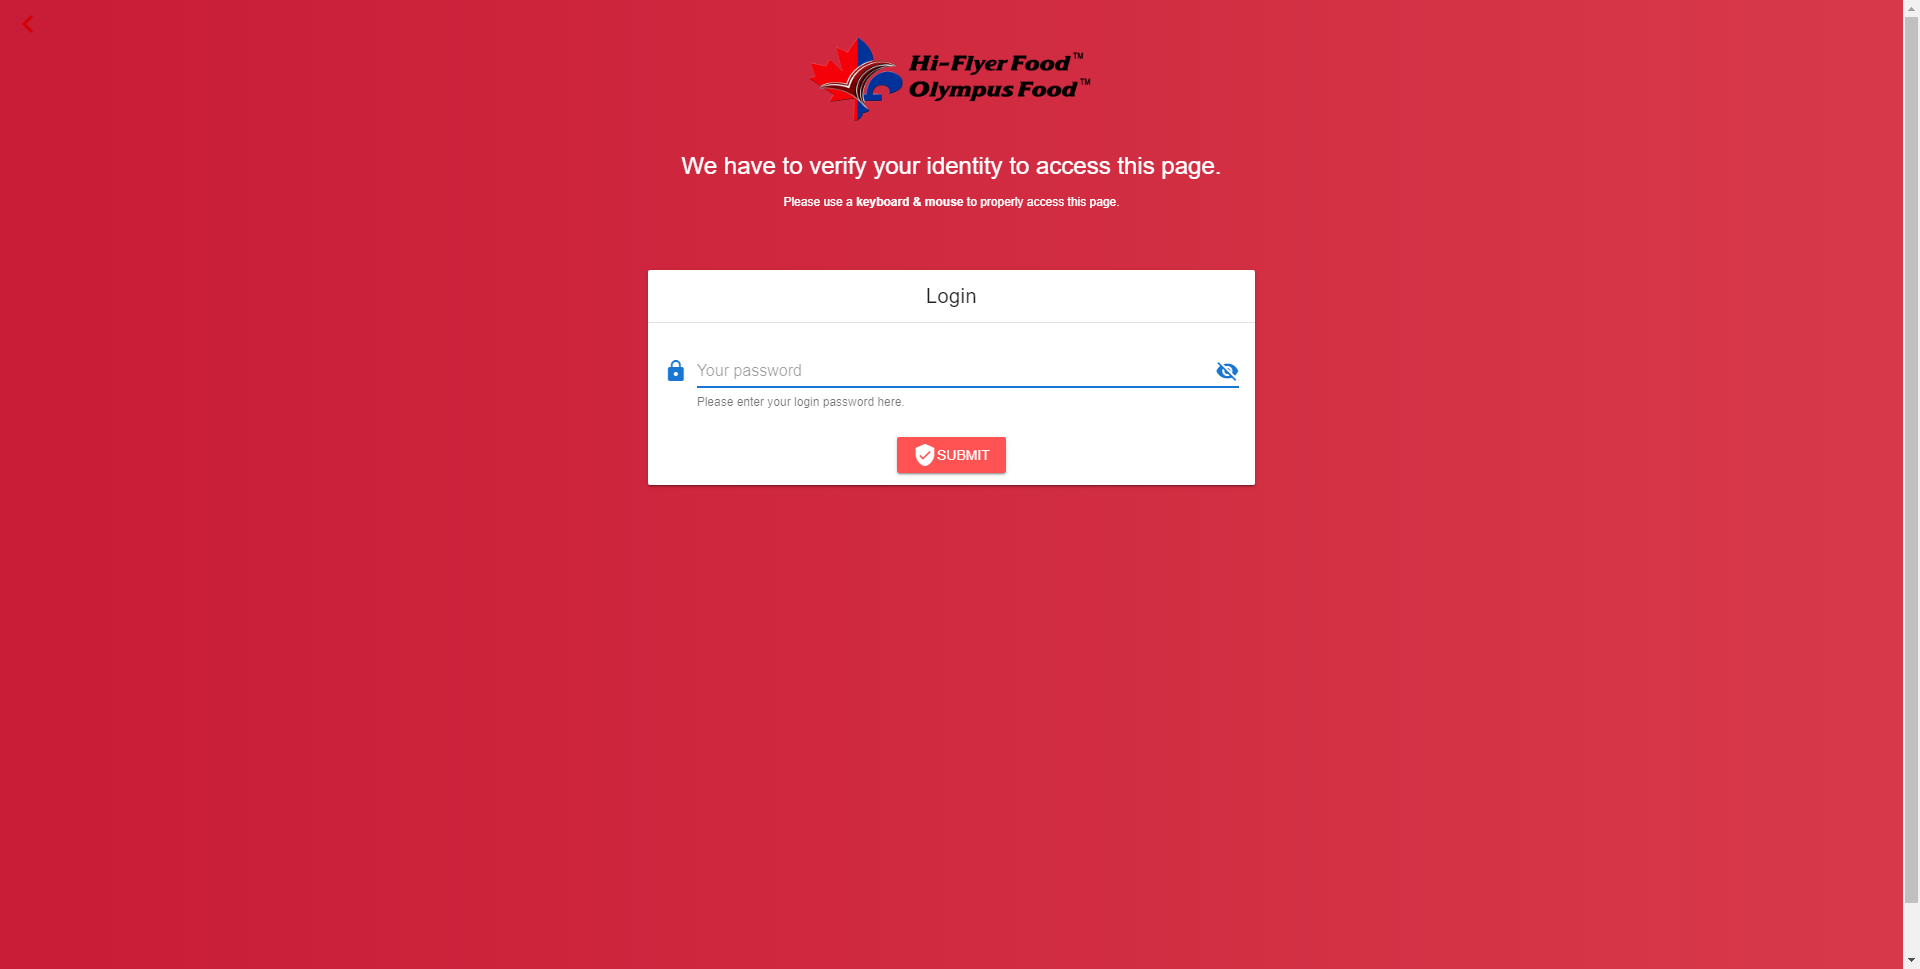 Hi-Flyer Food™
Olympus Food™
We have to verify your identity to access this page.
Please use a keyboard & mouse to properly access this page.
Login
Your password
Please enter your login password here.
SUBMIT